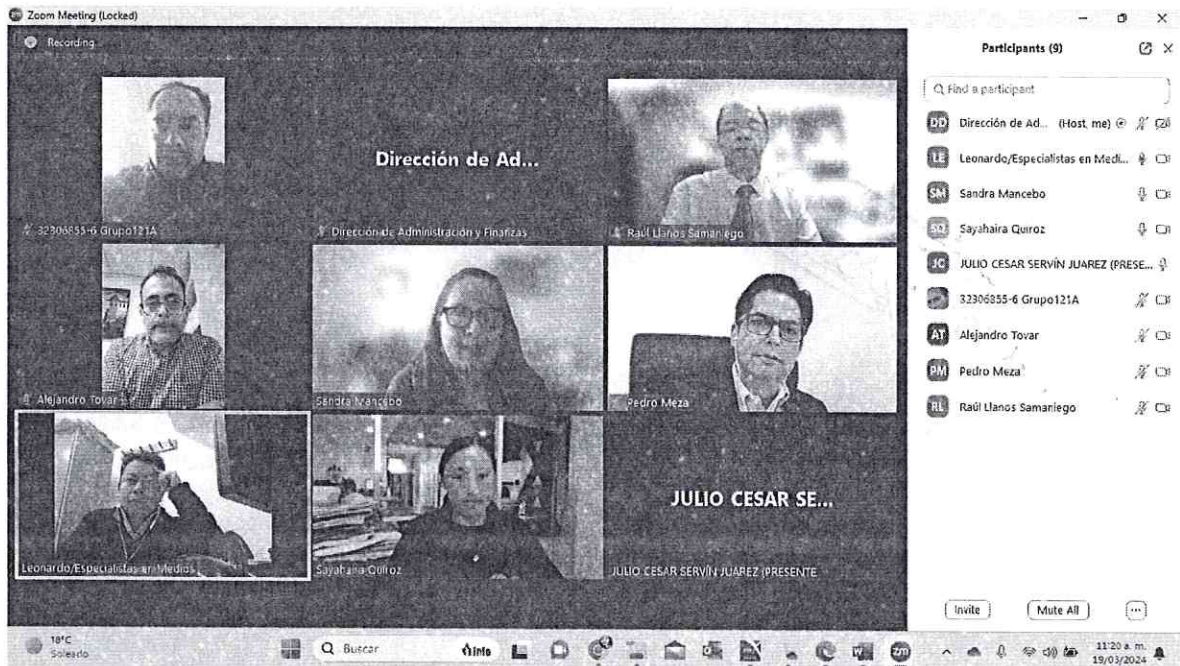 Zoom Meeting (Locked)
Recording...
32306855-6 Grupo121A
Dirección de Ad...
Dirección de Administración y Finanzas
Raúl Llanos Samaniego
Alejandro Tovar
Sandra Mancebo
Pedro Meza
Leonardo/Especialistas en Medios
Sayahaira Quiroz
JULIO CESAR SE...
JULIO CESAR SERVÍN JUAREZ (PRESENTE
Participants (9)
Find a participant
DD Dirección de Ad... (Host, me)
LE Leonardo/Especialistas en Medi...
SM Sandra Mancebo
SQ Sayahaira Quiroz
JC JULIO CESAR SERVÍN JUAREZ (PRESE...
32306855-6 Grupo121A
AT Alejandro Tovar
PM Pedro Meza
RL Raúl Llanos Samaniego
Invite
Mute All
...
18°C
Soleado
Buscar
zm
11:20 a. m.
19/03/2024